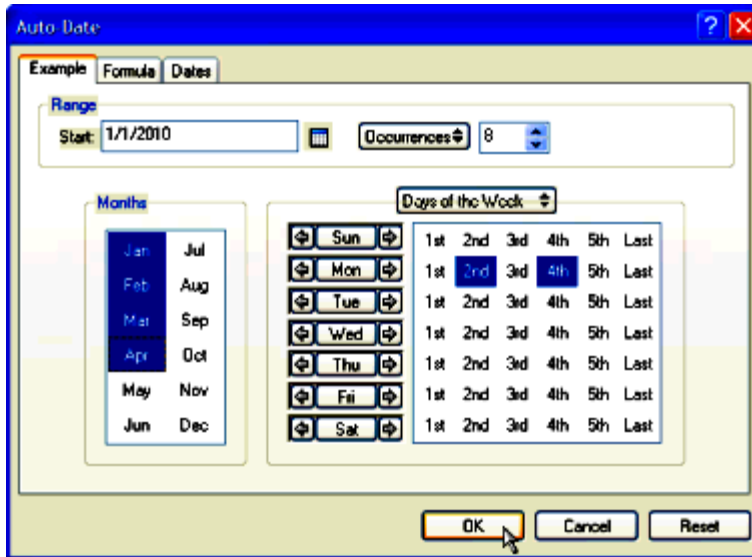 Auto-Date
Example Formula Dates
Range
Start: 1/1/2010 Occurrences 8
Months Days of the Week
Jan Jul
Feb Aug
Mar Sep
Apr Oct
May Nov
Jun Dec
Sun 1st 2nd 3rd 4th 5th Last
Mon 1st 2nd 3rd 4th 5th Last
Tue 1st 2nd 3rd 4th 5th Last
Wed 1st 2nd 3rd 4th 5th Last
Thu 1st 2nd 3rd 4th 5th Last
Fri 1st 2nd 3rd 4th 5th Last
Sat 1st 2nd 3rd 4th 5th Last
OK Cancel Reset